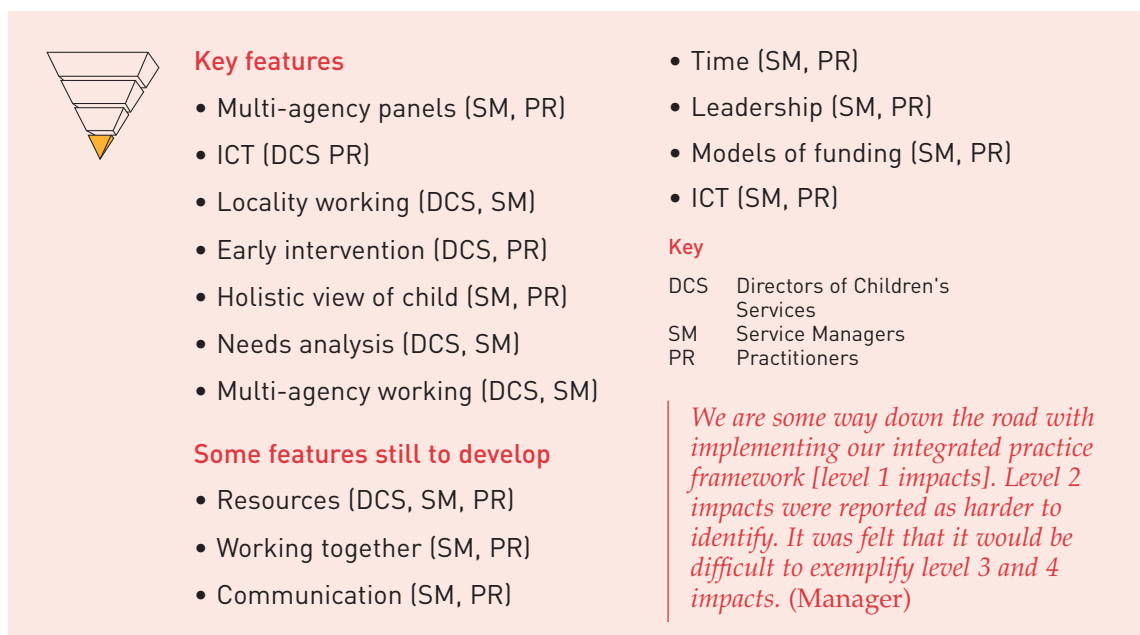 Key features
• Multi-agency panels (SM, PR)
• ICT (DCS PR)
• Locality working (DCS, SM)
• Early intervention (DCS, PR)
• Holistic view of child (SM, PR)
• Needs analysis (DCS, SM)
• Multi-agency working (DCS, SM)
Some features still to develop
• Resources (DCS, SM, PR)
• Working together (SM, PR)
• Communication (SM, PR)
• Time (SM, PR)
• Leadership (SM, PR)
• Models of funding (SM, PR)
• ICT (SM, PR)
Key
DCS Directors of Children's
Services
SM Service Managers
PR Practitioners
We are some way down the road with
implementing our integrated practice
framework [level 1 impacts]. Level 2
impacts were reported as harder to
identify. It was felt that it would be
difficult to exemplify level 3 and 4
impacts. (Manager)